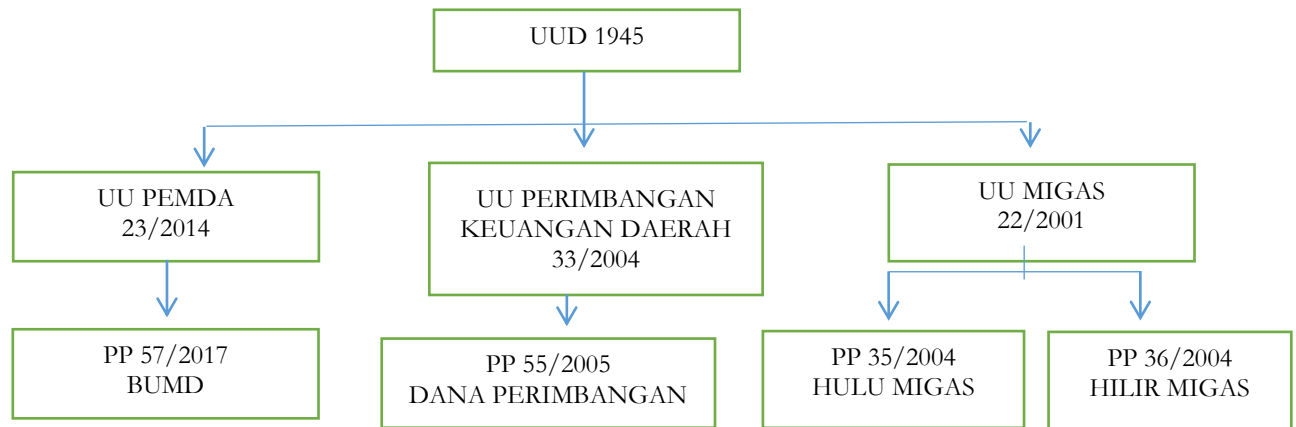 UUD 1945
UU PEMDA
23/2014
UU PERIMBANGAN
KEUANGAN DAERAH
33/2004
UU MIGAS
22/2001
PP 57/2017
BUMD
PP 55/2005
DANA PERIMBANGAN
PP 35/2004
HULU MIGAS
PP 36/2004
HILIR MIGAS